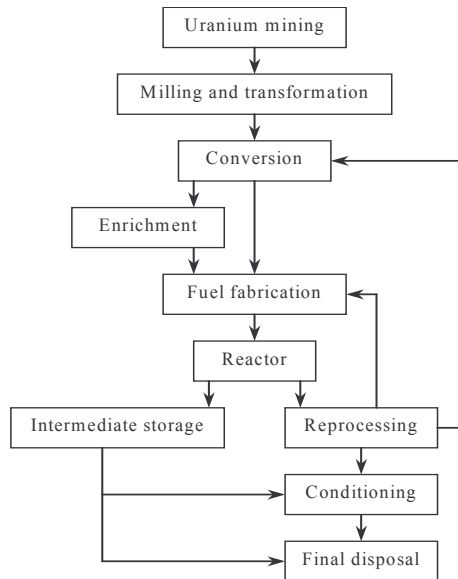 Uranium mining
Milling and transformation
Conversion
Enrichment
Fuel fabrication
Reactor
Intermediate storage
Reprocessing
Conditioning
Final disposal